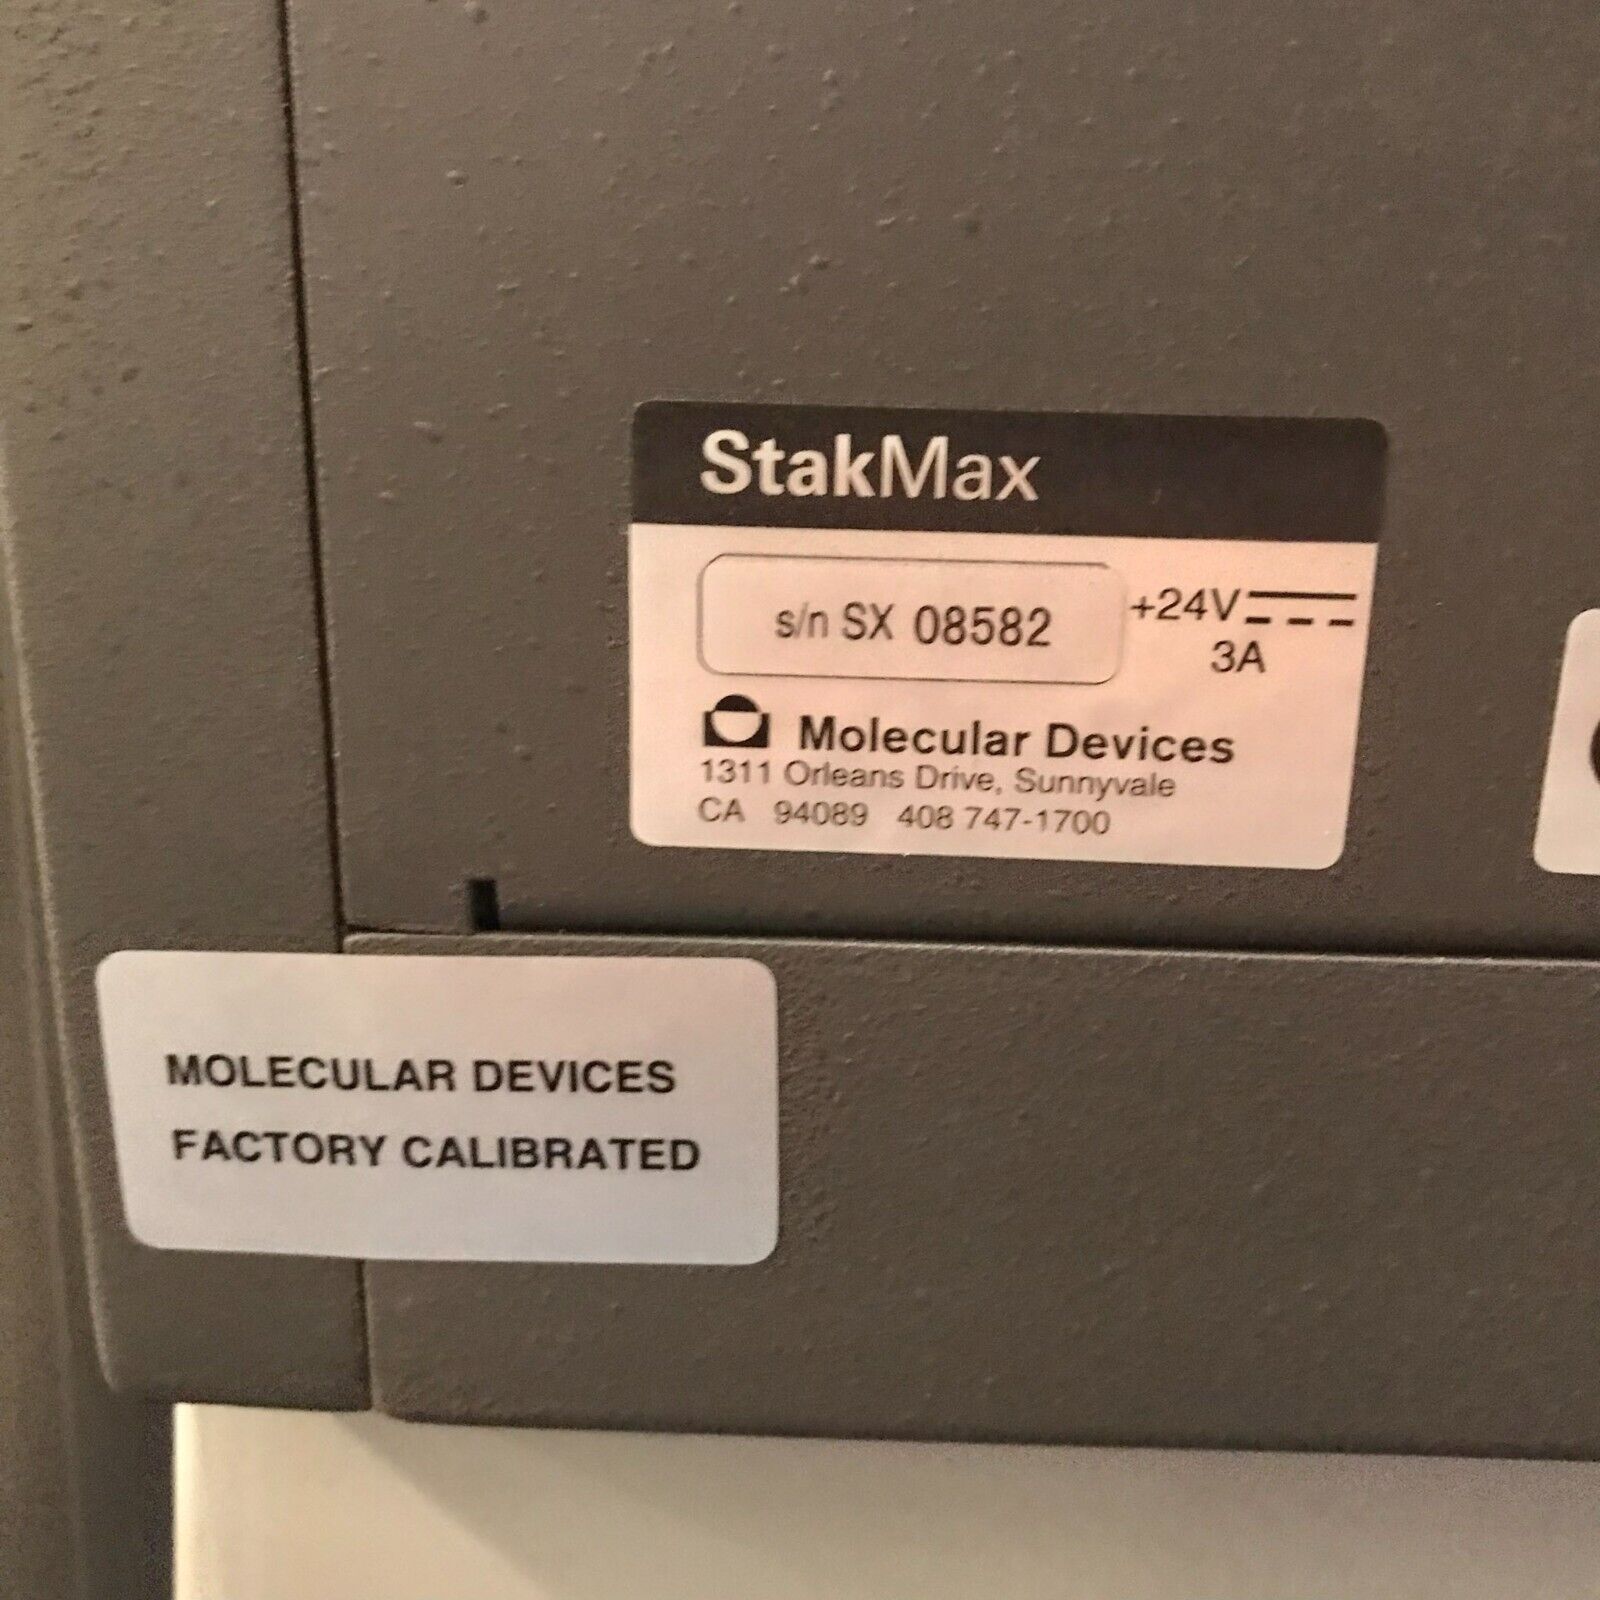 StakMax
s/n SX 08582
+24V
3A
Molecular Devices
1311 Orleans Drive, Sunnyvale
CA 94089 408 747-1700
MOLECULAR DEVICES
FACTORY CALIBRATED